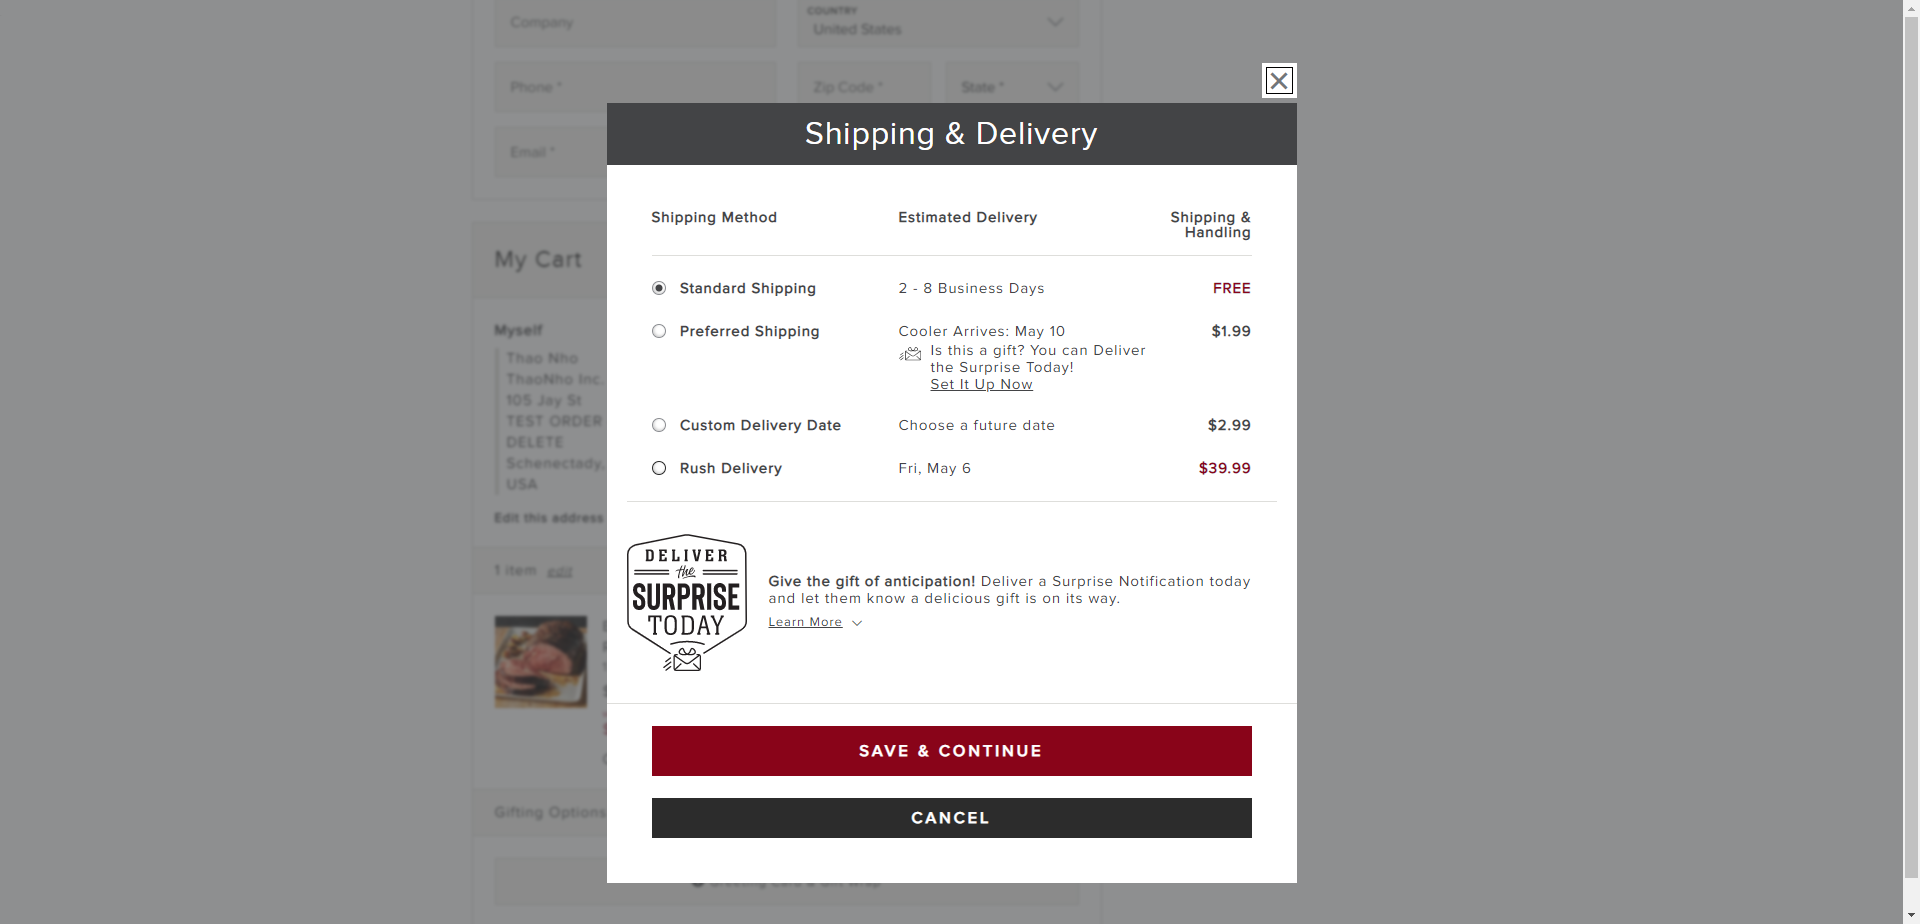 Company
COUNTRY
United States
Phone *
Zip Code *
State *
Email *
Shipping & Delivery
Shipping Method
Estimated Delivery
Shipping &
Handling
Standard Shipping
2 - 8 Business Days
FREE
Preferred Shipping
Cooler Arrives: May 10
$1.99
Is this a gift? You can Deliver
the Surprise Today!
Set It Up Now
Custom Delivery Date
Choose a future date
$2.99
Rush Delivery
Fri, May 6
$39.99
DELIVER
the
SURPRISE
TODAY
Give the gift of anticipation! Deliver a Surprise Notification today
and let them know a delicious gift is on its way.
Learn More
SAVE & CONTINUE
CANCEL
My Cart
Myself
Thao Nho
ThaoNho Inc.
105 Jay St
TEST ORDER
DELETE
Schenectady,
USA
Edit this address
1 item edit
Gifting Options
Greeting Card & Gift Wrap